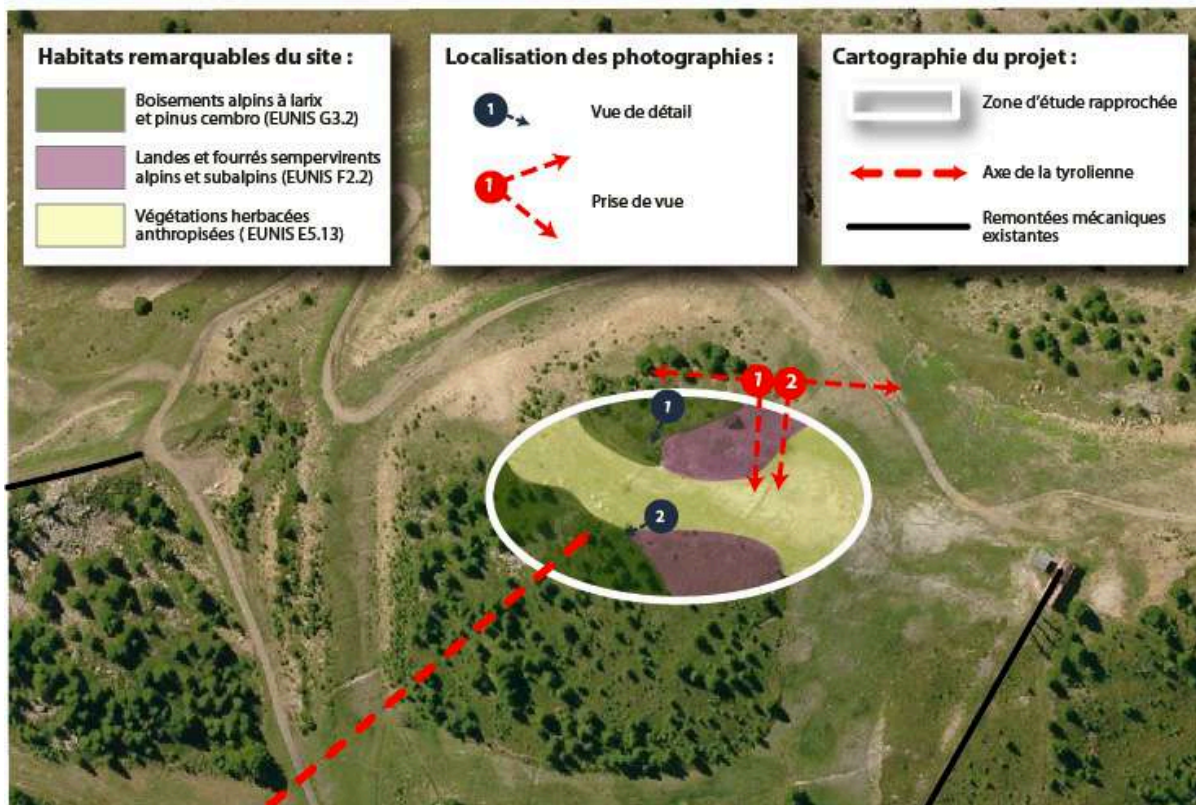 Habitats remarquables du site :
Boisements alpins à larix
et pinus cembro (EUNIS G3.2)
Landes et fourrés sempervirents
alpins et subalpins (EUNIS F2.2)
Végétations herbacées
anthropisées ( EUNIS E5.13)
Localisation des photographies :
1
Vue de détail
1
Prise de vue
Cartographie du projet :
Zone d'étude rapprochée
Axe de la tyrolienne
Remontées mécaniques
existantes
1
2
1
2